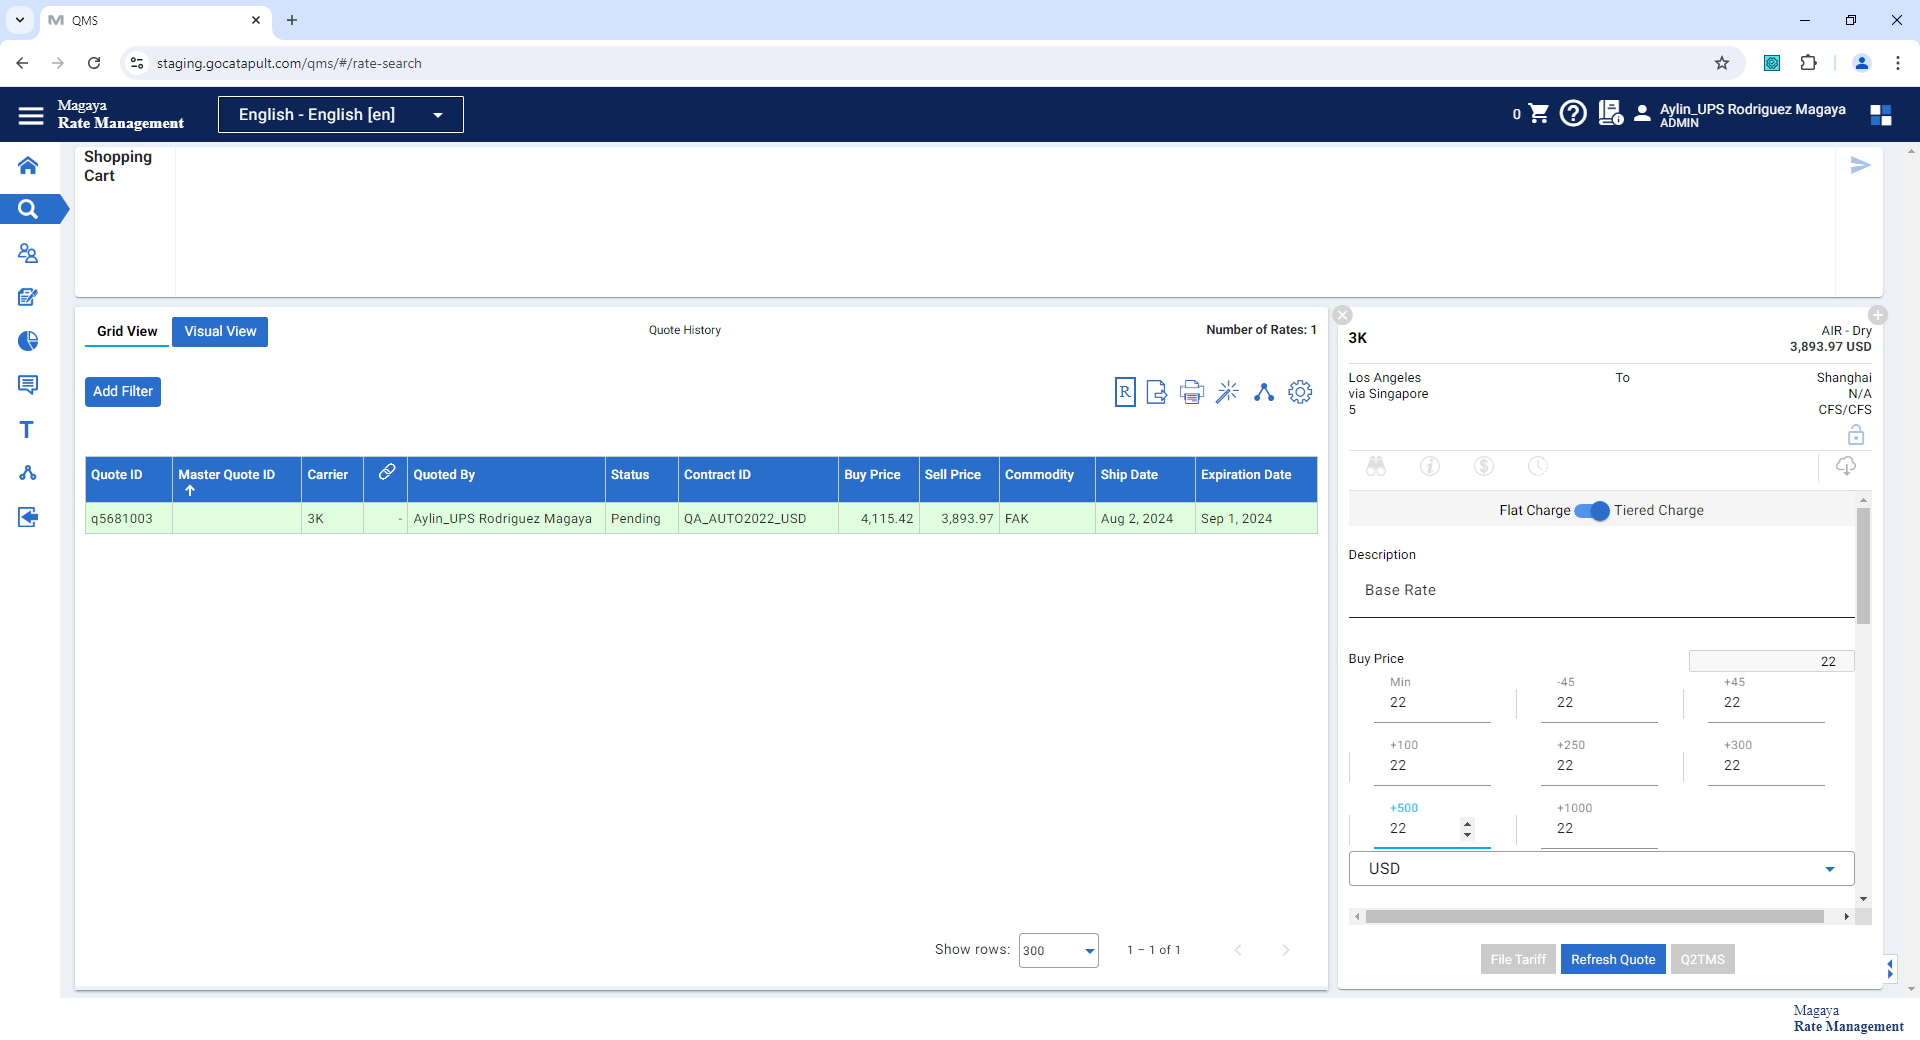 QMS
staging.gocatapult.com/qms/#/rate-search
Magaya
Rate Management
English - English [en]
0
Aylin_UPS Rodriguez Magaya
ADMIN
Shopping
Cart
Grid View
Visual View
Quote History
Number of Rates: 1
Add Filter
R
Quote ID
Master Quote ID
Carrier
Quoted By
Status
Contract ID
Buy Price
Sell Price
Commodity
Ship Date
Expiration Date
q5681003
3K
-
Aylin_UPS Rodriguez Magaya
Pending
QA_AUTO2022_USD
4,115.42
3,893.97
FAK
Aug 2, 2024
Sep 1, 2024
Show rows:
300
1 – 1 of 1
3K
AIR - Dry
3,893.97 USD
Los Angeles
To
Shanghai
via Singapore
N/A
5
CFS/CFS
Flat Charge
Tiered Charge
Description
Base Rate
Buy Price
22
Min
-45
+45
22
22
22
+100
+250
+300
22
22
22
+500
+1000
22
22
USD
File Tariff
Refresh Quote
Q2TMS
Magaya
Rate Management